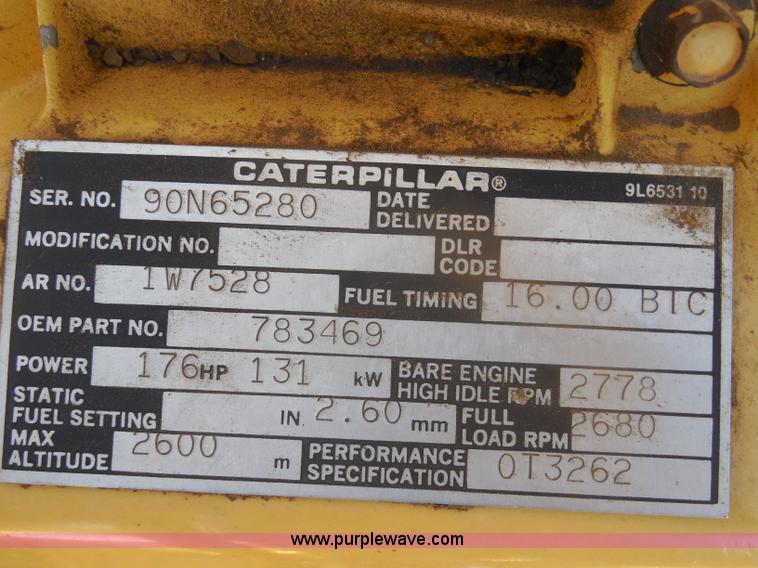 10
CATERPILLAR®
9L6531 10
SER. NO. 90N65280 DATE DELIVERED
MODIFICATION NO. DLR CODE
AR NO. 1W7528 FUEL TIMING 16.00 BTC
OEM PART NO. 783469
POWER 176HP 131 kW BARE ENGINE HIGH IDLE RPM 2778
STATIC FUEL SETTING IN 2.60 mm FULL LOAD RPM 2680
MAX ALTITUDE 2600 m PERFORMANCE SPECIFICATION 0T3262
www.purplewave.com